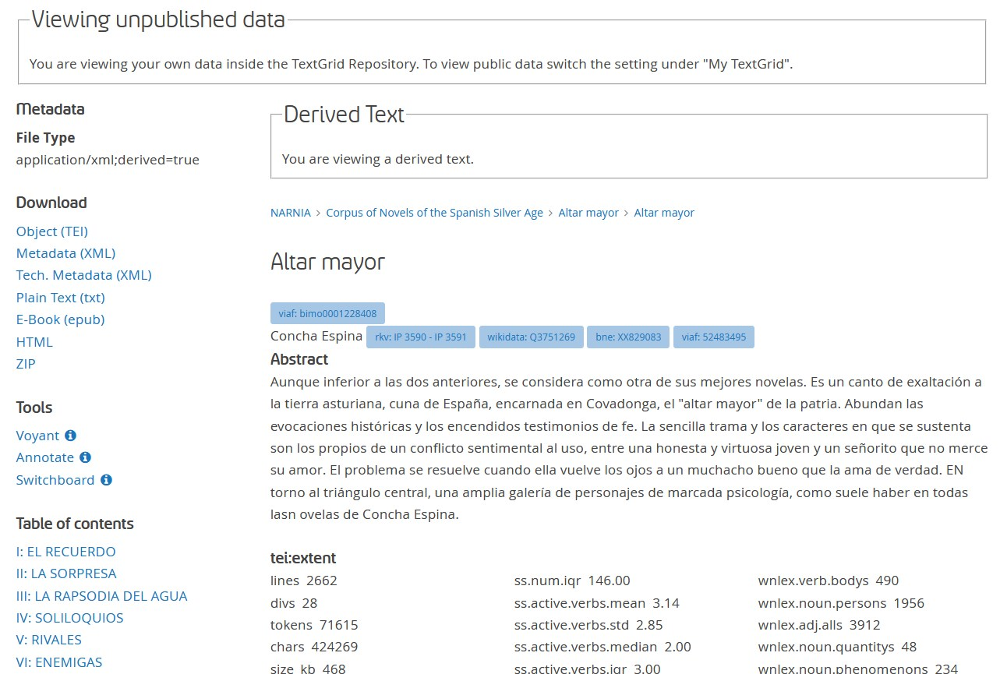 Viewing unpublished data
You are viewing your own data inside the TextGrid Repository. To view public data switch the setting under "My TextGrid".
Metadata
File Type
application/xml;derived=true
Download
Object (TEI)
Metadata (XML)
Tech. Metadata (XML)
Plain Text (txt)
E-Book (epub)
HTML
ZIP
Tools
Voyant
Annotate
Switchboard
Table of contents
I: EL RECUERDO
II: LA SORPRESA
III: LA RAPSODIA DEL AGUA
IV: SOLILOQUIOS
V: RIVALES
VI: ENEMIGAS
Derived Text
You are viewing a derived text.
NARNIA > Corpus of Novels of the Spanish Silver Age > Altar mayor > Altar mayor
Altar mayor
viaf: bimo0001228408
Concha Espina rkv: IP 3590 - IP 3591 wikidata: Q3751269 bne: XX829083 viaf: 52483495
Abstract
Aunque inferior a las dos anteriores, se considera como otra de sus mejores novelas. Es un canto de exaltación a
la tierra asturiana, cuna de España, encarnada en Covadonga, el "altar mayor" de la patria. Abundan las
evocaciones históricas y los encendidos testimonios de fe. La sencilla trama y los caracteres en que se sustenta
son los propios de un conflicto sentimental al uso, entre una honesta y virtuosa joven y un señorito que no merce
su amor. El problema se resuelve cuando ella vuelve los ojos a un muchacho bueno que la ama de verdad. EN
torno al triángulo central, una amplia galería de personajes de marcada psicología, como suele haber en todas
lasn ovelas de Concha Espina.
tei:extent
lines 2662
divs 28
tokens 71615
chars 424269
size_kb 468
ss.num.iqr 146.00
ss.active.verbs.mean 3.14
ss.active.verbs.std 2.85
ss.active.verbs.median 2.00
ss.active.verbs.iqr 3.00
wnlex.verb.bodys 490
wnlex.noun.persons 1956
wnlex.adj.alls 3912
wnlex.noun.quantitys 48
wnlex.noun.phenomenons 234